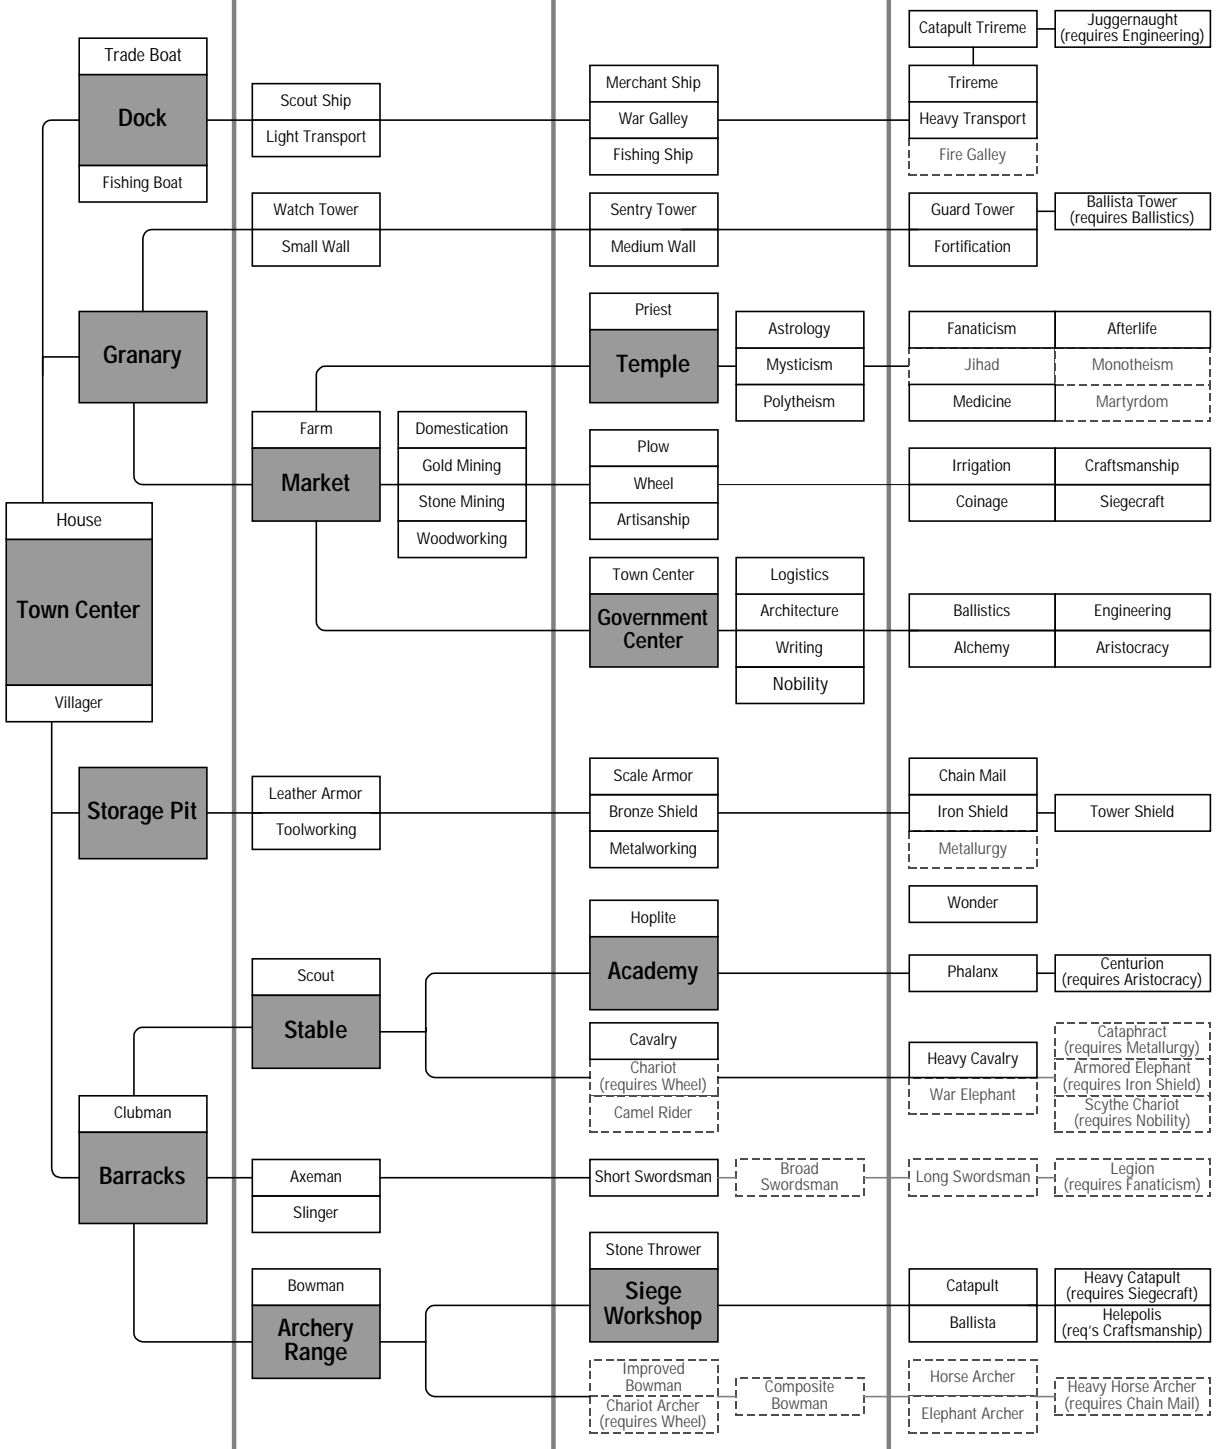 Catapult Trireme
Juggernaught
(requires Engineering)
Trade Boat
Dock
Fishing Boat
Scout Ship
Light Transport
Merchant Ship
War Galley
Fishing Ship
Trireme
Heavy Transport
Fire Galley
Watch Tower
Small Wall
Sentry Tower
Medium Wall
Guard Tower
Fortification
Ballista Tower
(requires Ballistics)
Granary
Priest
Temple
Astrology
Mysticism
Polytheism
Fanaticism
Afterlife
Jihad
Monotheism
Medicine
Martyrdom
Farm
Market
Domestication
Gold Mining
Stone Mining
Woodworking
Plow
Wheel
Artisanship
Irrigation
Craftsmanship
Coinage
Siegecraft
House
Town Center
Villager
Town Center
Government
Center
Logistics
Architecture
Writing
Nobility
Ballistics
Engineering
Alchemy
Aristocracy
Storage Pit
Leather Armor
Toolworking
Scale Armor
Bronze Shield
Metalworking
Chain Mail
Iron Shield
Metallurgy
Tower Shield
Wonder
Hoplite
Academy
Phalanx
Centurion
(requires Aristocracy)
Scout
Stable
Cavalry
Chariot
(requires Wheel)
Camel Rider
Heavy Cavalry
War Elephant
Cataphract
(requires Metallurgy)
Armored Elephant
(requires Iron Shield)
Scythe Chariot
(requires Nobility)
Clubman
Barracks
Axeman
Slinger
Short Swordsman
Broad
Swordsman
Long Swordsman
Legion
(requires Fanaticism)
Bowman
Archery
Range
Stone Thrower
Siege
Workshop
Catapult
Ballista
Heavy Catapult
(requires Siegecraft)
Helepolis
(req's Craftsmanship)
Improved
Bowman
Chariot Archer
(requires Wheel)
Composite
Bowman
Horse Archer
Elephant Archer
Heavy Horse Archer
(requires Chain Mail)